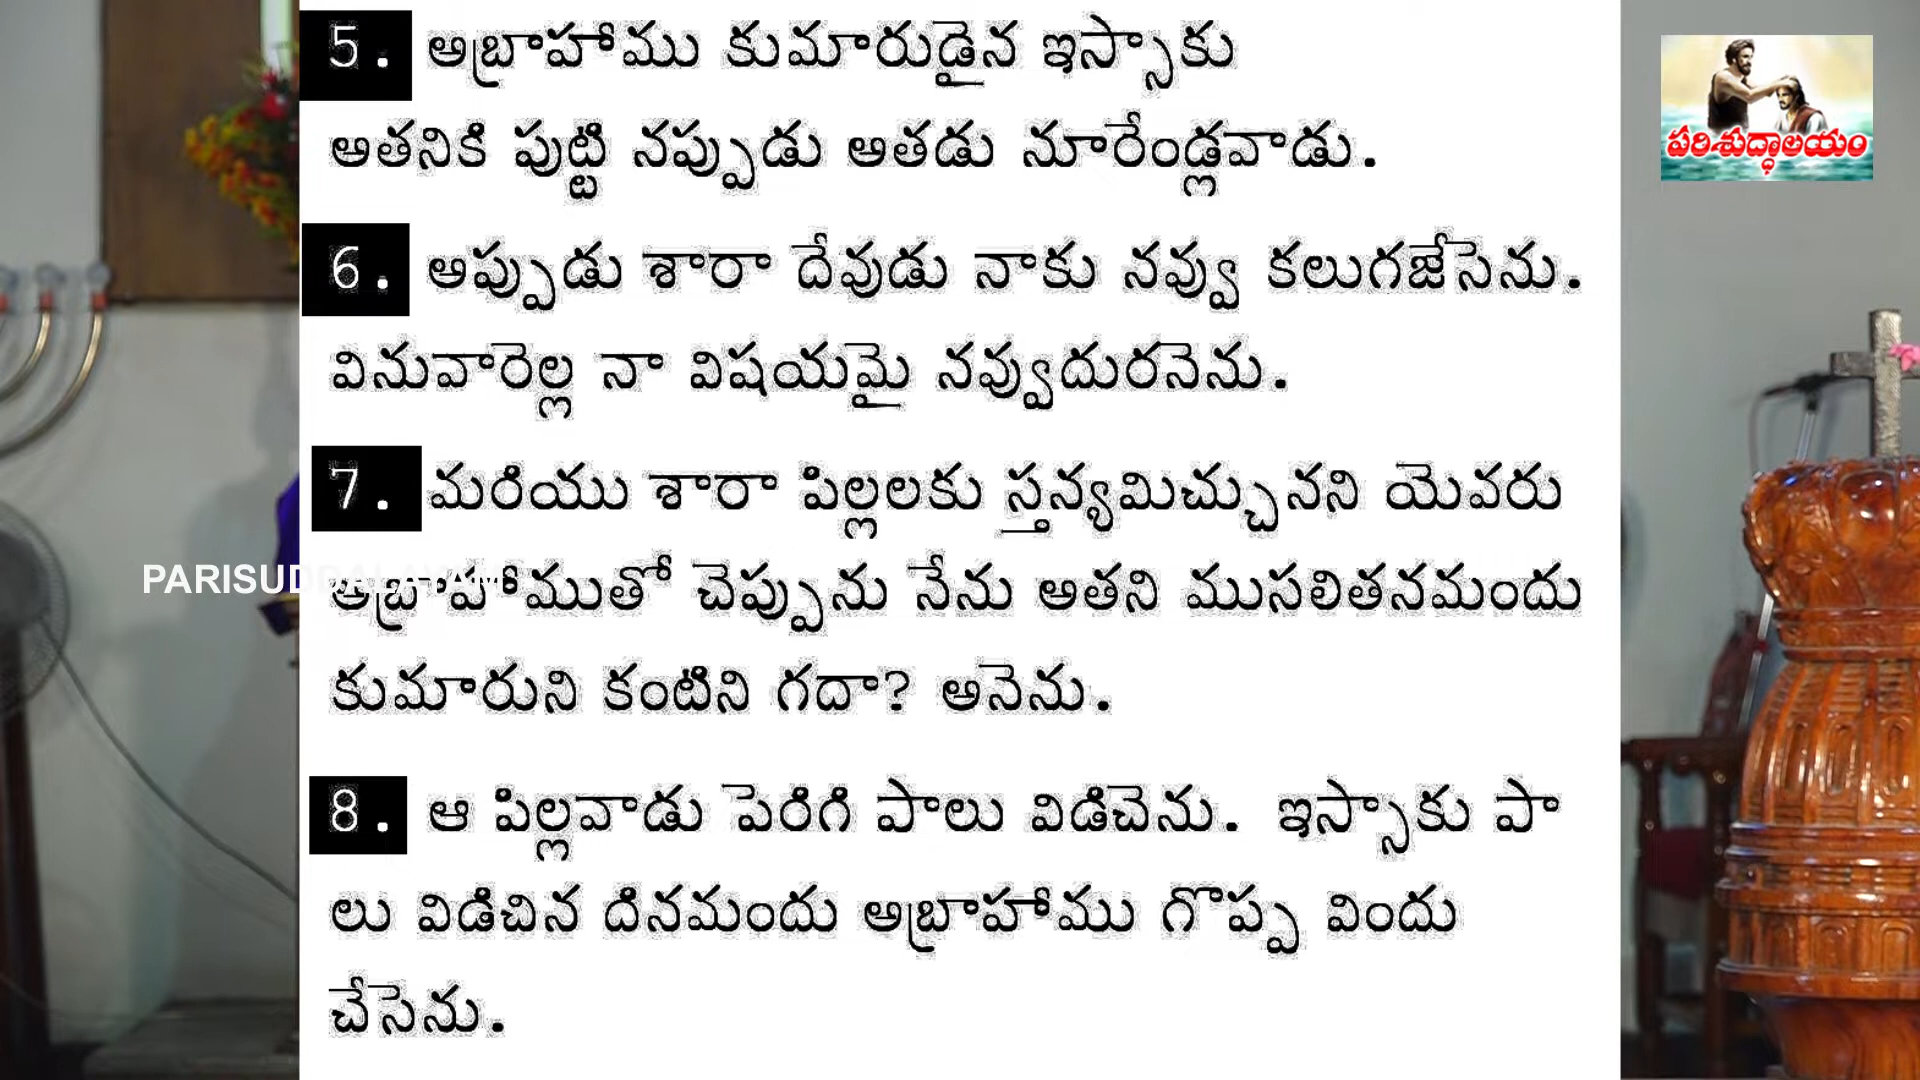 5. అబ్రాహాము కుమారుడైన ఇస్సాకు
అతనికి పుట్టి నప్పుడు అతడు నూరేండ్లవాడు.
6. అప్పుడు శారా దేవుడు నాకు నవ్వు కలుగజేసెను.
వినువారెల్ల నా విషయమై నవ్వుదురనెను.
7. మరియు శారా పిల్లలకు స్తన్యమిచ్చునని యెవరు
అబ్రాహాముతో చెప్పును నేను అతని ముసలితనమందు
కుమారుని కంటిని గదా? అనెను.
8. ఆ పిల్లవాడు పెరిగి పాలు విడిచెను. ఇస్సాకు పా
లు విడిచిన దినమందు అబ్రాహాము గొప్ప విందు
చేసెను.
PARISUDDALAYAM
పరిశుద్ధాలయం